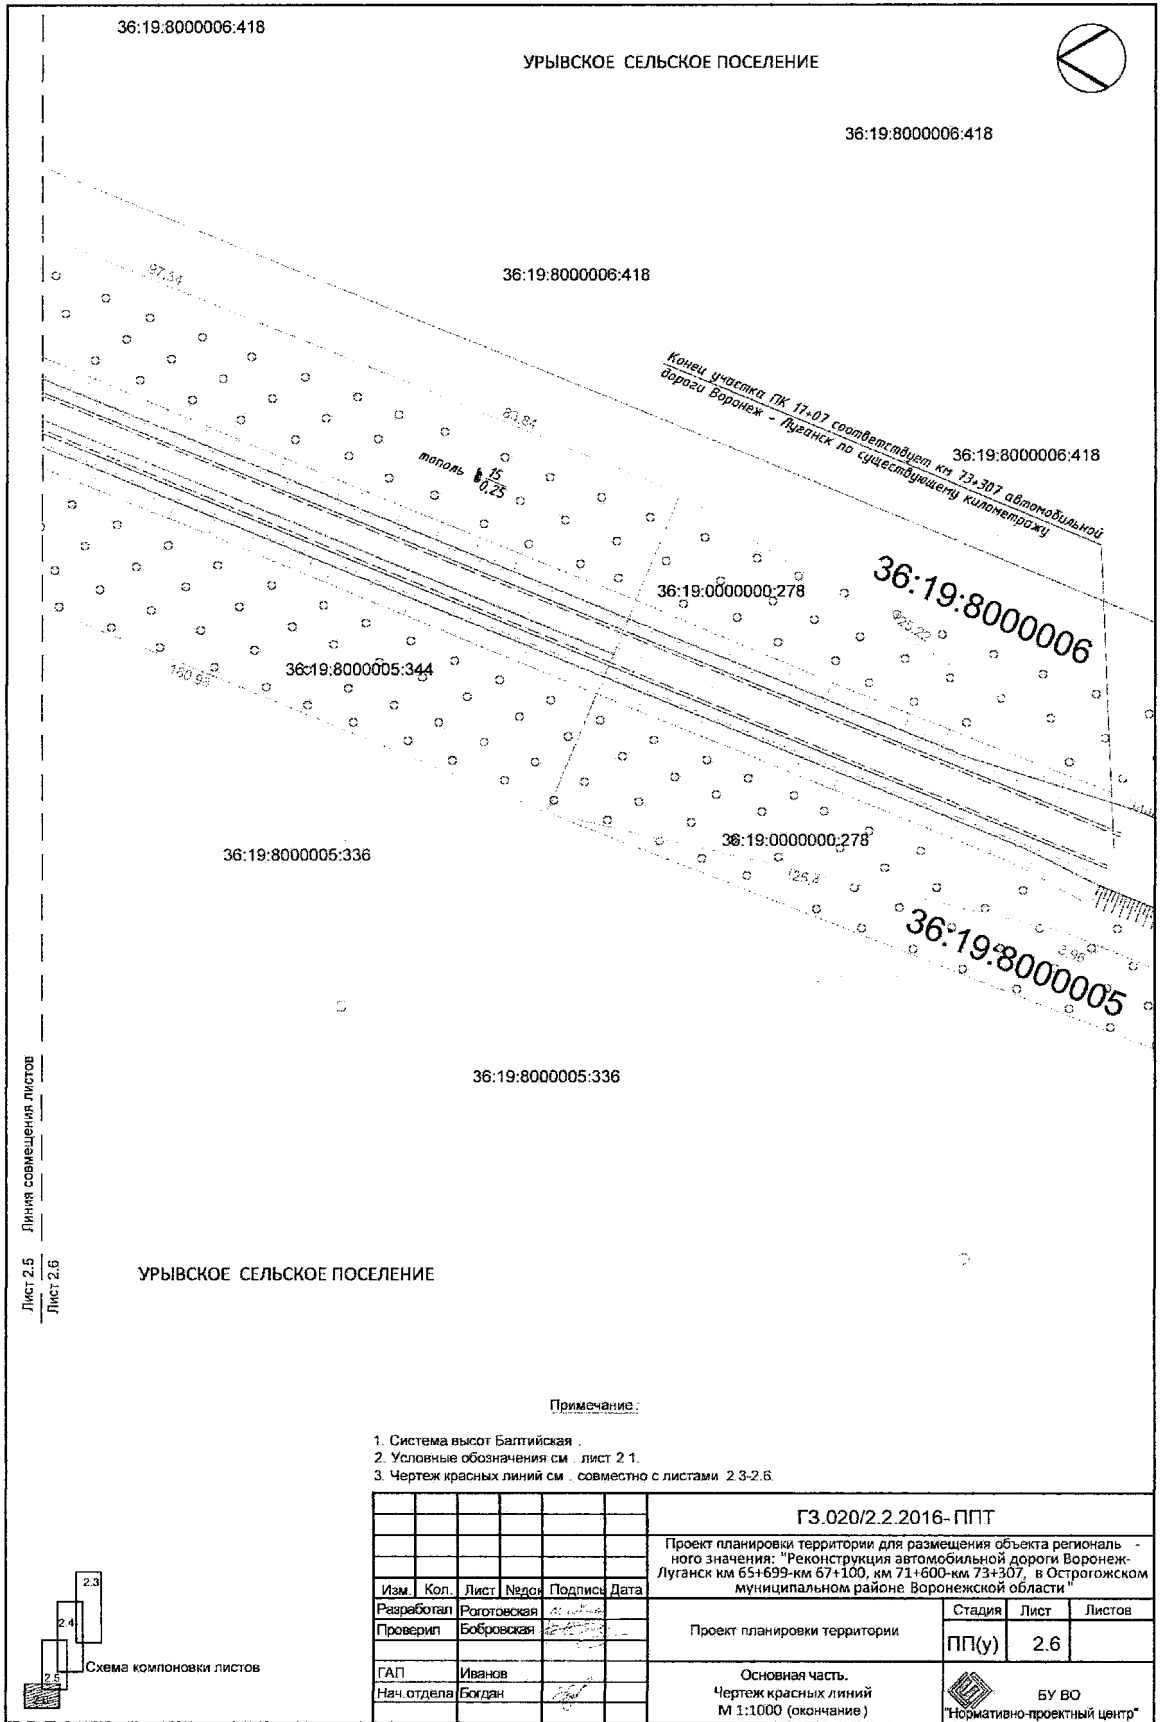 36:19:8000006:418
УРЫВСКОЕ СЕЛЬСКОЕ ПОСЕЛЕНИЕ
36:19:8000006:418
97,54
36:19:8000006:418
Конец участка ПК 17+07 соответствует км 73+307 автомобильной
дороги Воронеж - Луганск по существующему километражу
83,84
36:19:8000006:418
тополь 15
0,25
36:19:0000000:278
36:19:8000006
925,22
36:19:8000005:344
160,98
36:19:0000000:278
36:19:8000005:336
36:19:8000005
3,96
36:19:8000005:336
Линия совмещения листов
Лист 2.5
Лист 2.6
УРЫВСКОЕ СЕЛЬСКОЕ ПОСЕЛЕНИЕ
Примечание:
1. Система высот Балтийская .
2. Условные обозначения см . лист 2 1.
3. Чертеж красных линий см . совместно с листами 2.3-2.6.
ГЗ.020/2.2.2016- ППТ
Проект планировки территории для размещения объекта региональ -
ного значения: "Реконструкция автомобильной дороги Воронеж-
Луганск км 65+699-км 67+100, км 71+600-км 73+307, в Острогожском
муниципальном районе Воронежской области"
Изм. Кол. Лист №док Подпись Дата
Разработал Роготовская
Проверил Бобровская
Проект планировки территории
Стадия Лист Листов
ПП(у) 2.6
ГАП Иванов
Нач.отдела Богдан
Основная часть.
Чертеж красных линий
М 1:1000 (окончание)
БУ ВО
"Нормативно-проектный центр"
2.3
2.4
2.5
Схема компоновки листов